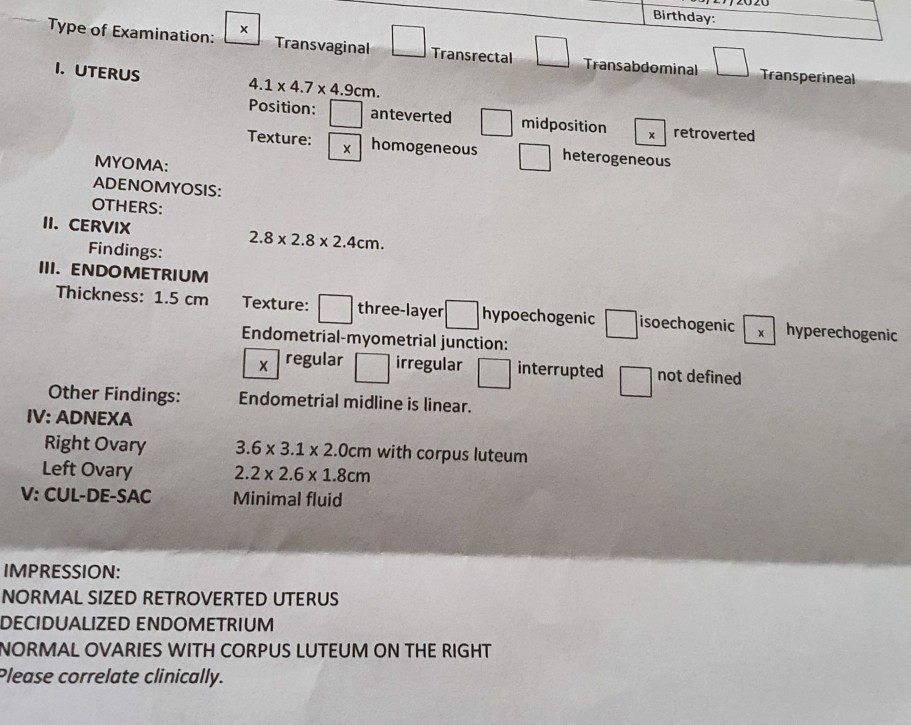 Birthday:
Type of Examination: x Transvaginal Transrectal Transabdominal Transperineal
I. UTERUS
4.1 x 4.7 x 4.9cm.
Position: anteverted midposition x retroverted
Texture: x homogeneous heterogeneous
MYOMA:
ADENOMYOSIS:
OTHERS:
II. CERVIX 2.8 x 2.8 x 2.4cm.
Findings:
III. ENDOMETRIUM
Thickness: 1.5 cm Texture: three-layer hypoechogenic isoechogenic x hyperechogenic
Endometrial-myometrial junction:
x regular irregular interrupted not defined
Other Findings: Endometrial midline is linear.
IV: ADNEXA
Right Ovary 3.6 x 3.1 x 2.0cm with corpus luteum
Left Ovary 2.2 x 2.6 x 1.8cm
V: CUL-DE-SAC Minimal fluid
IMPRESSION:
NORMAL SIZED RETROVERTED UTERUS
DECIDUALIZED ENDOMETRIUM
NORMAL OVARIES WITH CORPUS LUTEUM ON THE RIGHT
Please correlate clinically.